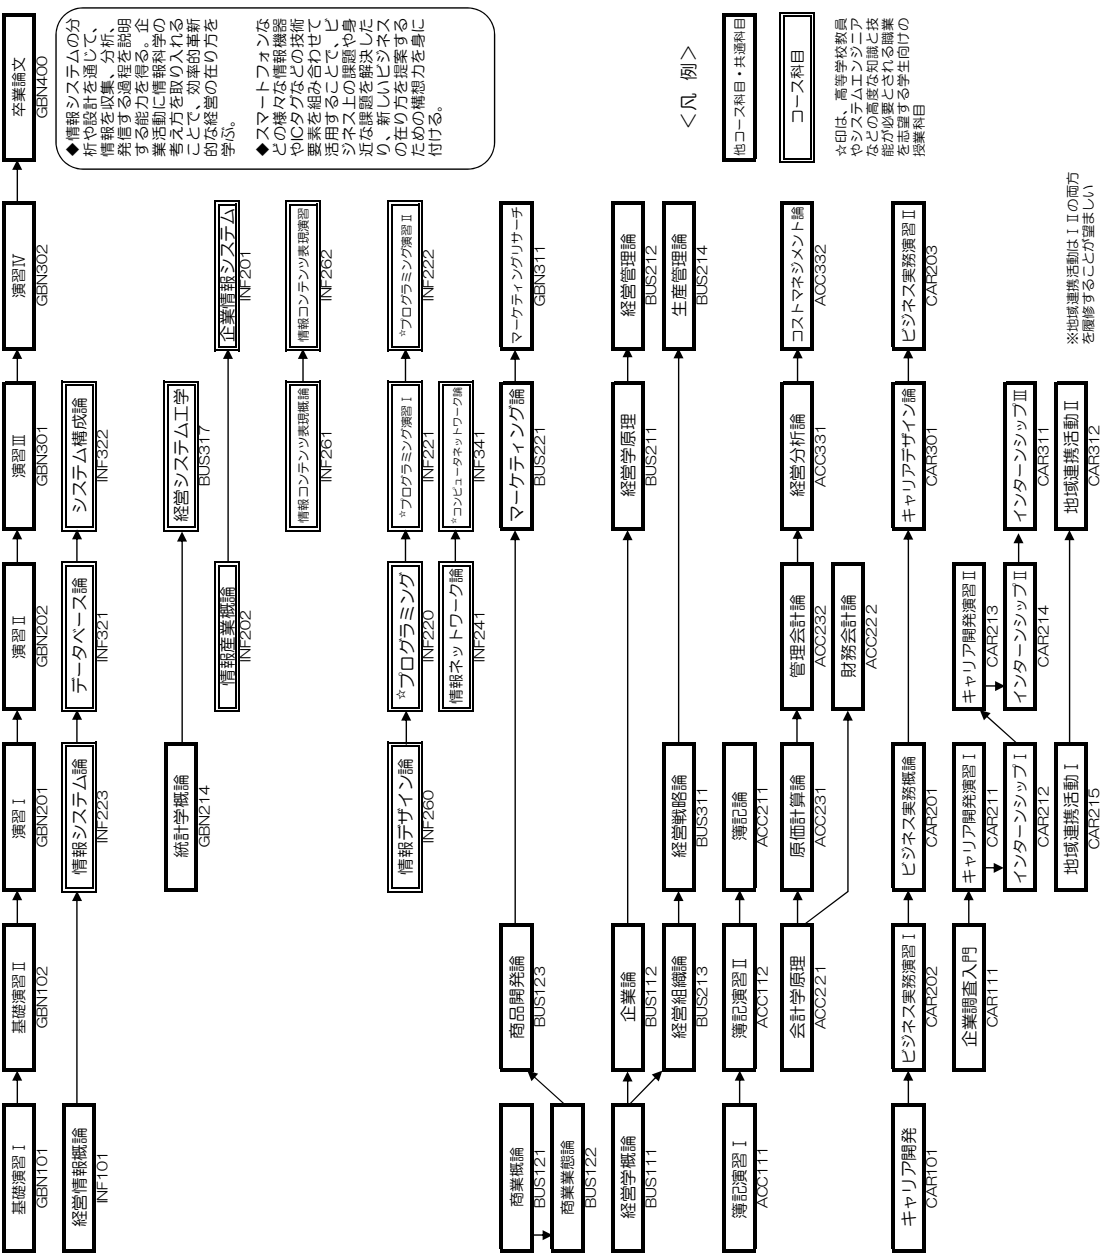 基礎演習Ⅰ
GBN101
基礎演習Ⅱ
GBN102
演習Ⅰ
GBN201
演習Ⅱ
GBN202
演習Ⅲ
GBN301
演習Ⅳ
GBN302
卒業論文
GBN400
経営情報概論
INF101
情報システム論
INF223
データベース論
INF321
システム構成論
INF322
統計学概論
GBN214
経営システム工学
BUS317
情報産業概論
INF202
企業情報システム
INF201
情報コンテンツ表現概論
INF261
情報コンテンツ表現演習
INF262
情報デザイン論
INF260
☆プログラミング
INF220
☆プログラミング演習Ⅰ
INF221
☆プログラミング演習Ⅱ
INF222
情報ネットワーク論
INF241
☆コンピュータネットワーク論
INF341
商業概論
BUS121
商業業態論
BUS122
商品開発論
BUS123
マーケティング論
BUS221
マーケティングリサーチ
GBN311
経営学概論
BUS111
企業論
BUS112
経営学原理
BUS211
経営管理論
BUS212
経営組織論
BUS213
経営戦略論
BUS311
生産管理論
BUS214
簿記演習Ⅰ
ACC111
簿記演習Ⅱ
ACC112
簿記論
ACC211
会計学原理
ACC221
原価計算論
ACC231
管理会計論
ACC232
経営分析論
ACC331
コストマネジメント論
ACC332
財務会計論
ACC222
キャリア開発
CAR101
ビジネス実務演習Ⅰ
CAR202
ビジネス実務概論
CAR201
キャリアデザイン論
CAR301
ビジネス実務演習Ⅱ
CAR203
企業調査入門
CAR111
キャリア開発演習Ⅰ
CAR211
キャリア開発演習Ⅱ
CAR213
インターンシップⅠ
CAR212
インターンシップⅡ
CAR214
インターンシップⅢ
CAR311
地域連携活動Ⅰ
CAR215
地域連携活動Ⅱ
CAR312
※地域連携活動はⅠⅡの両方
を履修することが望ましい
◆情報システムの分
析や設計を通じて、
情報を収集、分析、
発信する過程を説明
する能力を得る。企
業活動に情報科学の
考え方を取り入れる
ことで、効率的革新
的な経営の在り方を
学ぶ。
◆スマートフォンな
どの様々な情報機器
やICタグなどの技術
要素を組み合わせて
活用することで、ビ
ジネス上の課題や身
近な課題を解決した
り、新しいビジネス
の在り方を提案する
ための構想力を身に
付ける。
＜凡 例＞
他コース科目・共通科目
コース科目
☆印は、高等学校教員
やシステムエンジニア
などの高度な知識と技
能が必要とされる職業
を志望する学生向けの
授業科目